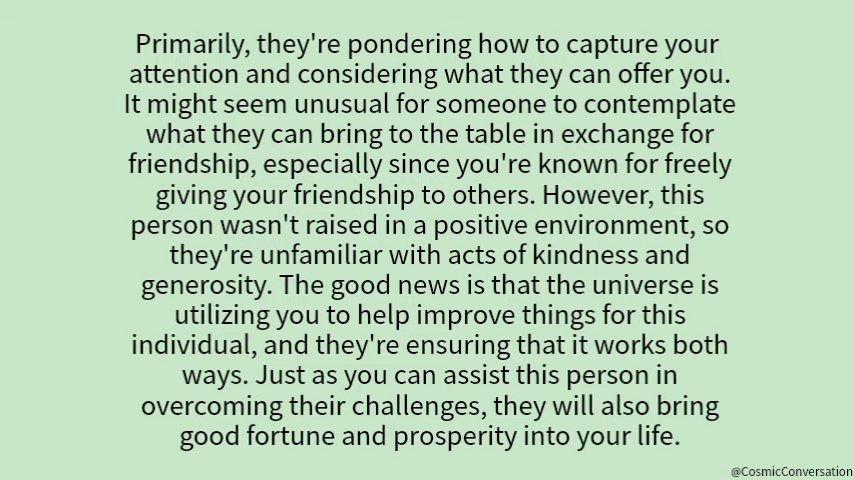 Primarily, they're pondering how to capture your
attention and considering what they can offer you.
It might seem unusual for someone to contemplate
what they can bring to the table in exchange for
friendship, especially since you're known for freely
giving your friendship to others. However, this
person wasn't raised in a positive environment, so
they're unfamiliar with acts of kindness and
generosity. The good news is that the universe is
utilizing you to help improve things for this
individual, and they're ensuring that it works both
ways. Just as you can assist this person in
overcoming their challenges, they will also bring
good fortune and prosperity into your life.
@CosmicConversation